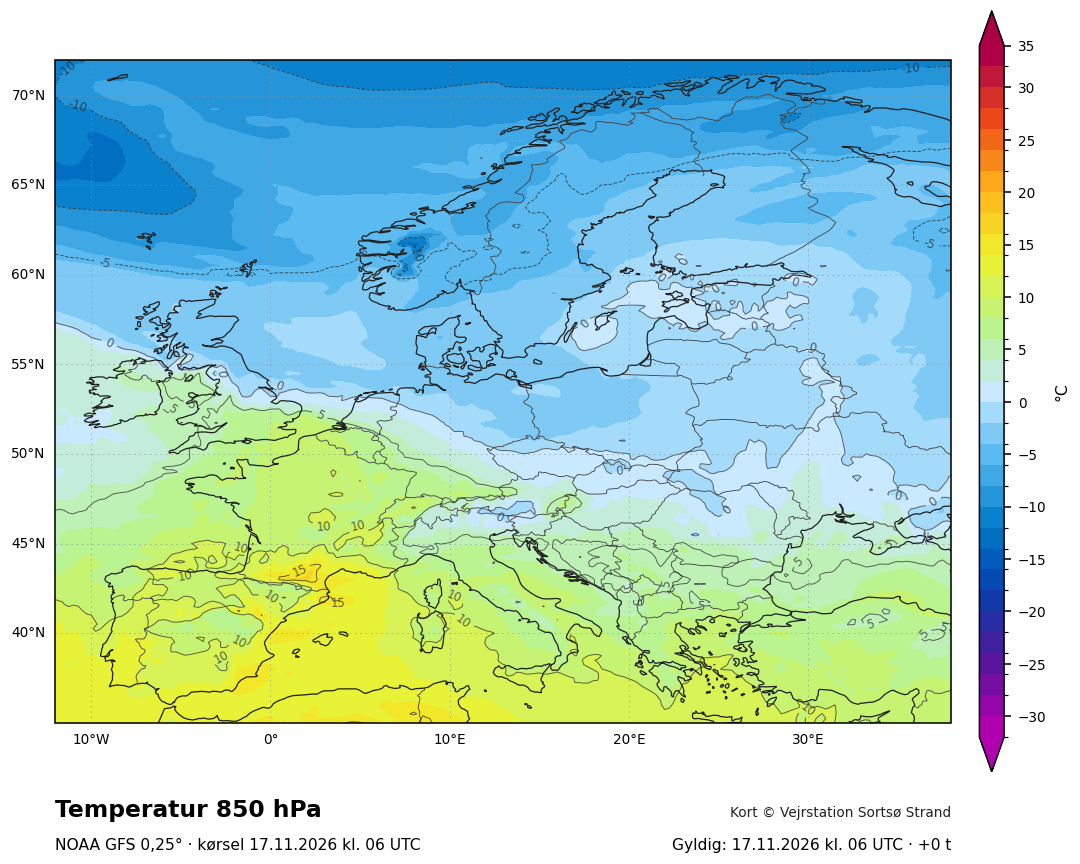 70°N
65°N
60°N
55°N
50°N
45°N
40°N
10°W
0°
10°E
20°E
30°E
35
30
25
20
15
10
5
0
−5
−10
−15
−20
−25
−30
°C
Temperatur 850 hPa
Kort © Vejrstation Sortsø Strand
NOAA GFS 0,25° · kørsel 17.11.2026 kl. 06 UTC
Gyldig: 17.11.2026 kl. 06 UTC · +0 t